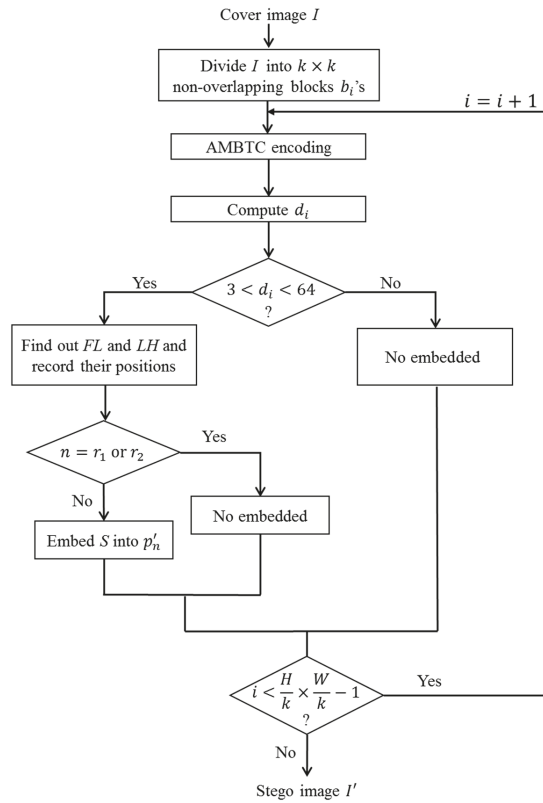 Cover image I
Divide I into k × k
non-overlapping blocks bᵢ's
i = i + 1
AMBTC encoding
Compute dᵢ
3 < dᵢ < 64
?
Yes
No
Find out FL and LH and
record their positions
No embedded
n = r₁ or r₂
Yes
No
Embed S into p′ₙ
No embedded
i < H/k × W/k − 1
?
Yes
No
Stego image I′